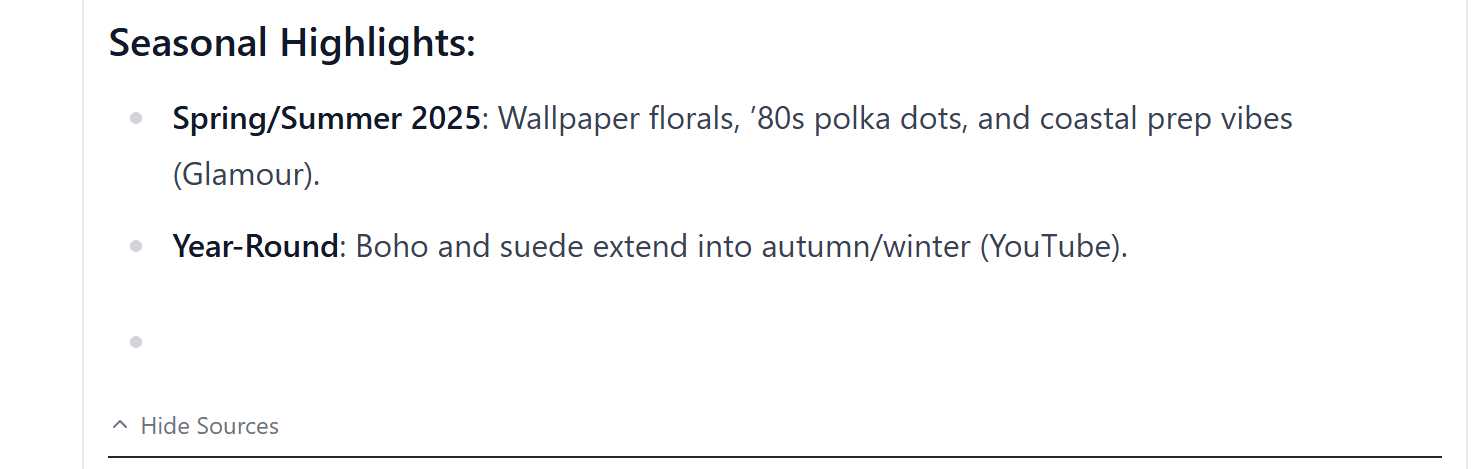 Seasonal Highlights:
Spring/Summer 2025: Wallpaper florals, ’80s polka dots, and coastal prep vibes
(Glamour).
Year-Round: Boho and suede extend into autumn/winter (YouTube).
Hide Sources